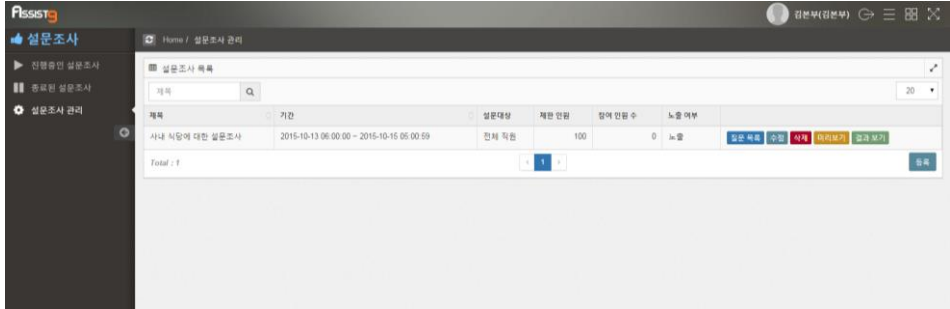 Assist9
김본부(김본부)
설문조사
Home / 설문조사 관리
진행중인 설문조사
종료된 설문조사
설문조사 관리
설문조사 목록
제목
20
제목 기간 설문대상 제한 인원 참여 인원 수 노출 여부
사내 식당에 대한 설문조사 2015-10-13 06:00:00 ~ 2015-10-15 05:00:59 전체 직원 100 0 노출 질문 목록 수정 삭제 미리보기 결과 보기
Total : 1
1
등록